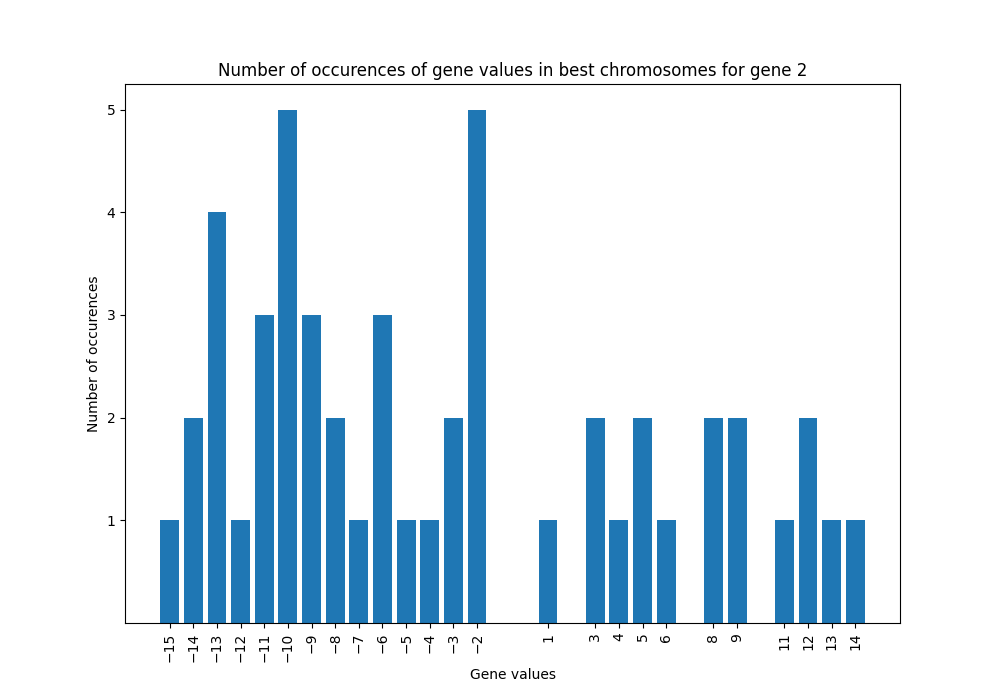 Number of occurences of gene values in best chromosomes for gene 2
Number of occurences
5
4
3
2
1
−15 −14 −13 −12 −11 −10 −9 −8 −7 −6 −5 −4 −3 −2 1 3 4 5 6 8 9 11 12 13 14
Gene values